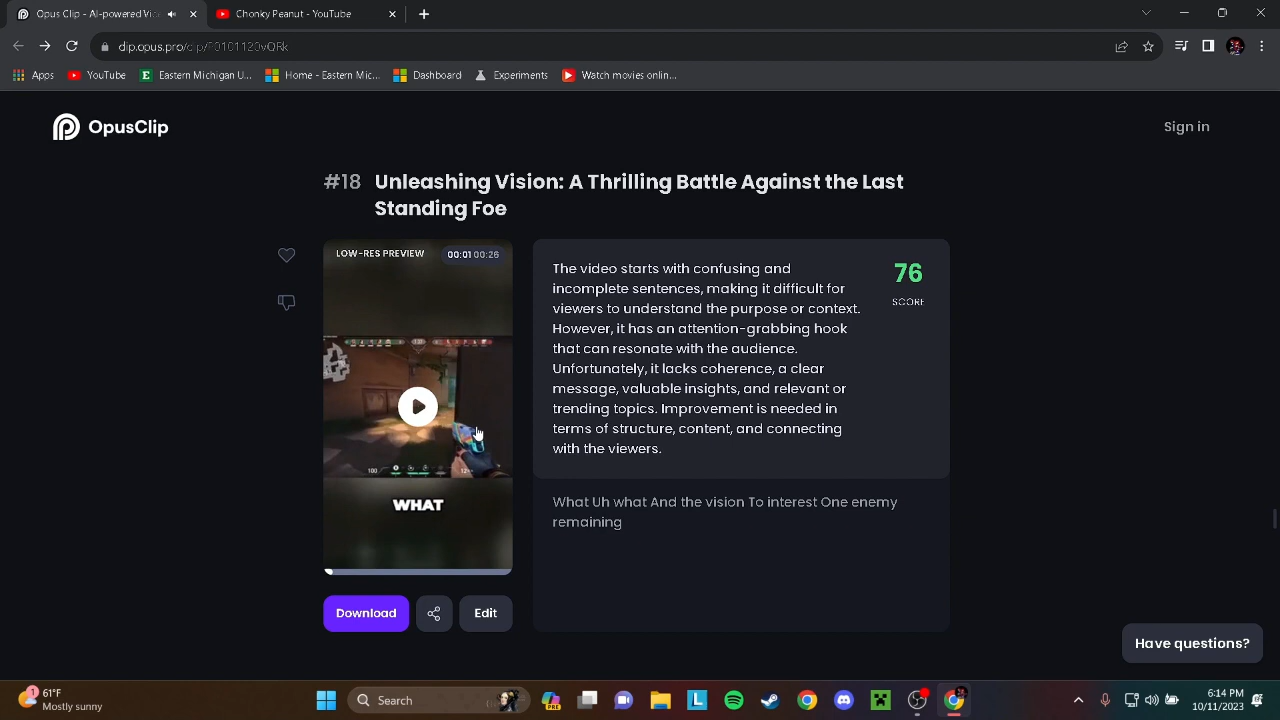 Opus Clip - AI-powered Vid
Chonky Peanut - YouTube
Apps
YouTube
Eastern Michigan U...
Home - Eastern Mic...
Dashboard
Experiments
Watch movies onlin...
OpusClip
Sign in
#18 Unleashing Vision: A Thrilling Battle Against the Last
Standing Foe
LOW-RES PREVIEW 00:01 00:26
The video starts with confusing and
incomplete sentences, making it difficult for
viewers to understand the purpose or context.
However, it has an attention-grabbing hook
that can resonate with the audience.
Unfortunately, it lacks coherence, a clear
message, valuable insights, and relevant or
trending topics. Improvement is needed in
terms of structure, content, and connecting
with the viewers.
76
SCORE
100
WHAT
What Uh what And the vision To interest One enemy
remaining
Download
Edit
Have questions?
1
61°F
Mostly sunny
Search
PRE
6:14 PM
10/11/2023